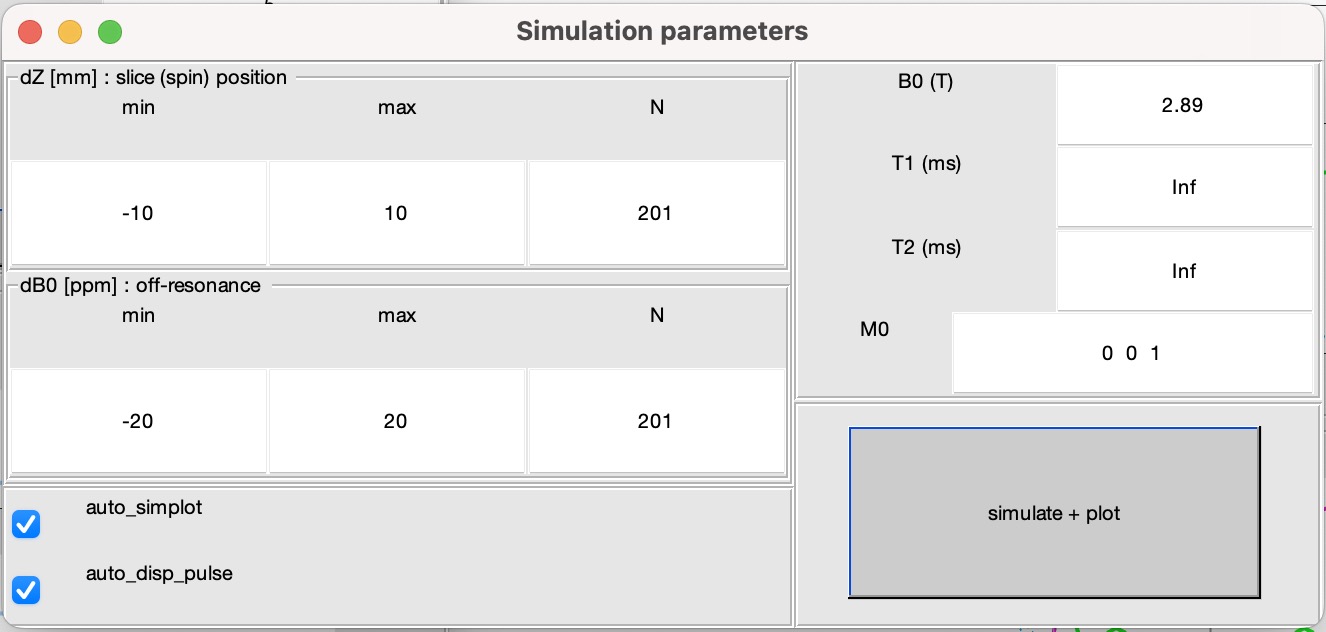 Simulation parameters
dZ [mm] : slice (spin) position
min max N
-10 10 201
dB0 [ppm] : off-resonance
min max N
-20 20 201
auto_simplot
auto_disp_pulse
B0 (T) 2.89
T1 (ms) Inf
T2 (ms) Inf
M0 0 0 1
simulate + plot